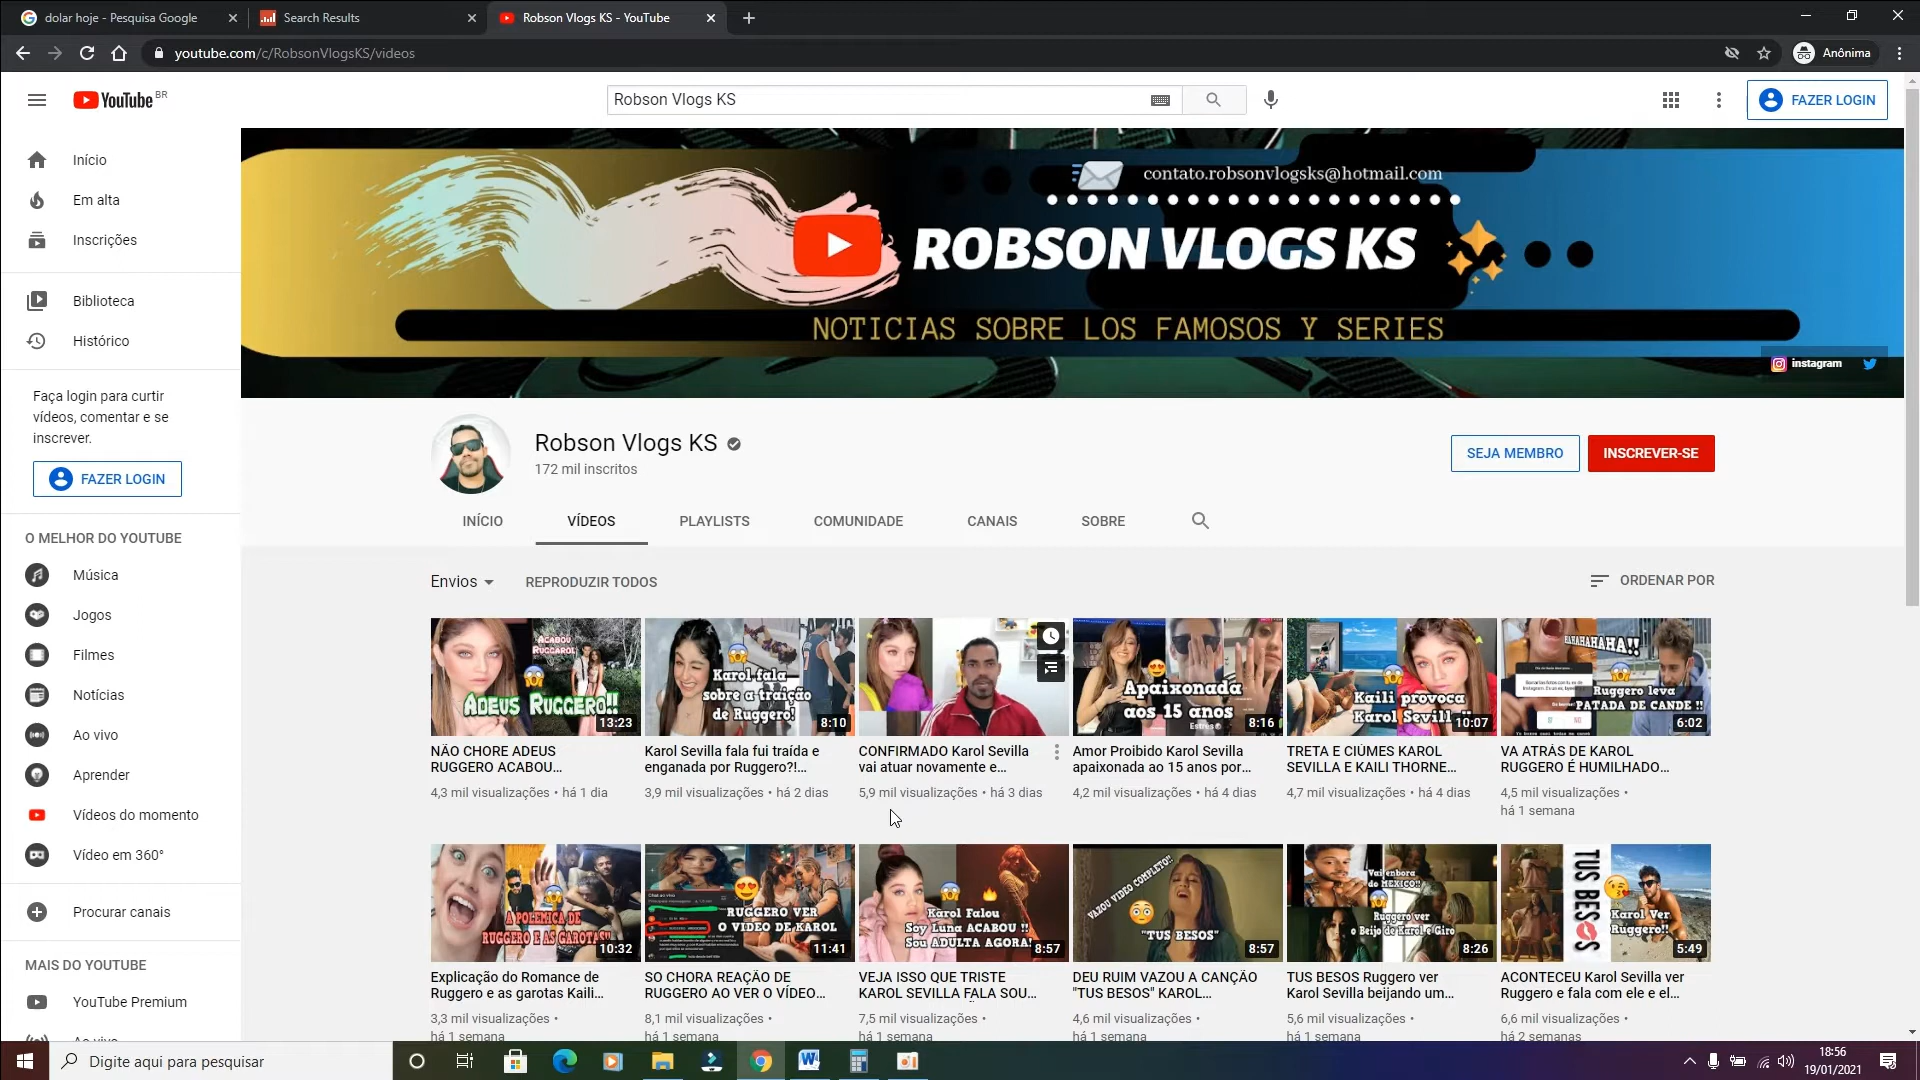 dolar hoje - Pesquisa Google
Search Results
Robson Vlogs KS - YouTube
youtube.com/c/RobsonVlogsKS/videos
Anônima
YouTube BR
Robson Vlogs KS
FAZER LOGIN
Início
Em alta
Inscrições
Biblioteca
Histórico
Faça login para curtir
vídeos, comentar e se
inscrever.
FAZER LOGIN
O MELHOR DO YOUTUBE
Música
Jogos
Filmes
Notícias
Ao vivo
Aprender
Vídeos do momento
Vídeo em 360°
Procurar canais
MAIS DO YOUTUBE
YouTube Premium
Ao vivo
contato.robsonvlogsks@hotmail.com
ROBSON VLOGS KS
NOTICIAS SOBRE LOS FAMOSOS Y SERIES
instagram
Robson Vlogs KS
172 mil inscritos
SEJA MEMBRO
INSCREVER-SE
INÍCIO
VÍDEOS
PLAYLISTS
COMUNIDADE
CANAIS
SOBRE
Envios
REPRODUZIR TODOS
ORDENAR POR
ACABOU
RUGGAROL
ADEUS RUGGERO!!
13:23
NÃO CHORE ADEUS
RUGGERO ACABOU...
4,3 mil visualizações • há 1 dia
Karol fala
sobre a traição
de Ruggero!
8:10
Karol Sevilla fala fui traída e
enganada por Ruggero?!...
3,9 mil visualizações • há 2 dias
CONFIRMADO Karol Sevilla
vai atuar novamente e...
5,9 mil visualizações • há 3 dias
Apaixonada
aos 15 anos
8:16
Amor Proibido Karol Sevilla
apaixonada ao 15 anos por...
4,2 mil visualizações • há 4 dias
Kaili provoca
Karol Sevill
10:07
TRETA E CIÚMES KAROL
SEVILLA E KAILI THORNE...
4,7 mil visualizações • há 4 dias
HAHAHAHAHA!!
Ruggero leva
PATADA DE CANDE !!
6:02
VA ATRÁS DE KAROL
RUGGERO É HUMILHADO...
4,5 mil visualizações •
há 1 semana
A POLEMICA DE
RUGGERO E AS GAROTAS!!
10:32
Explicação do Romance de
Ruggero e as garotas Kaili...
3,3 mil visualizações •
há 1 semana
RUGGERO VER
O VIDEO DE KAROL
11:41
SO CHORA REAÇÃO DE
RUGGERO AO VER O VÍDEO...
8,1 mil visualizações •
há 1 semana
Karol Falou
Soy Luna ACABOU !!
Sou ADULTA AGORA!
8:57
VEJA ISSO QUE TRISTE
KAROL SEVILLA FALA SOU...
7,5 mil visualizações •
há 1 semana
VAZOU VIDEO COMPLETO!!
"TUS BESOS"
8:57
DEU RUIM VAZOU A CANÇÃO
"TUS BESOS" KAROL...
4,6 mil visualizações •
há 1 semana
Vai embora
do MEXICO!!
Ruggero ver
o Beijo de Karol e Giro
8:26
TUS BESOS Ruggero ver
Karol Sevilla beijando um...
5,6 mil visualizações •
há 1 semana
TUS BESOS
Karol Ver
Ruggero!!
5:49
ACONTECEU Karol Sevilla ver
Ruggero e fala com ele e el...
6,6 mil visualizações •
há 2 semanas
Digite aqui para pesquisar
18:56
19/01/2021